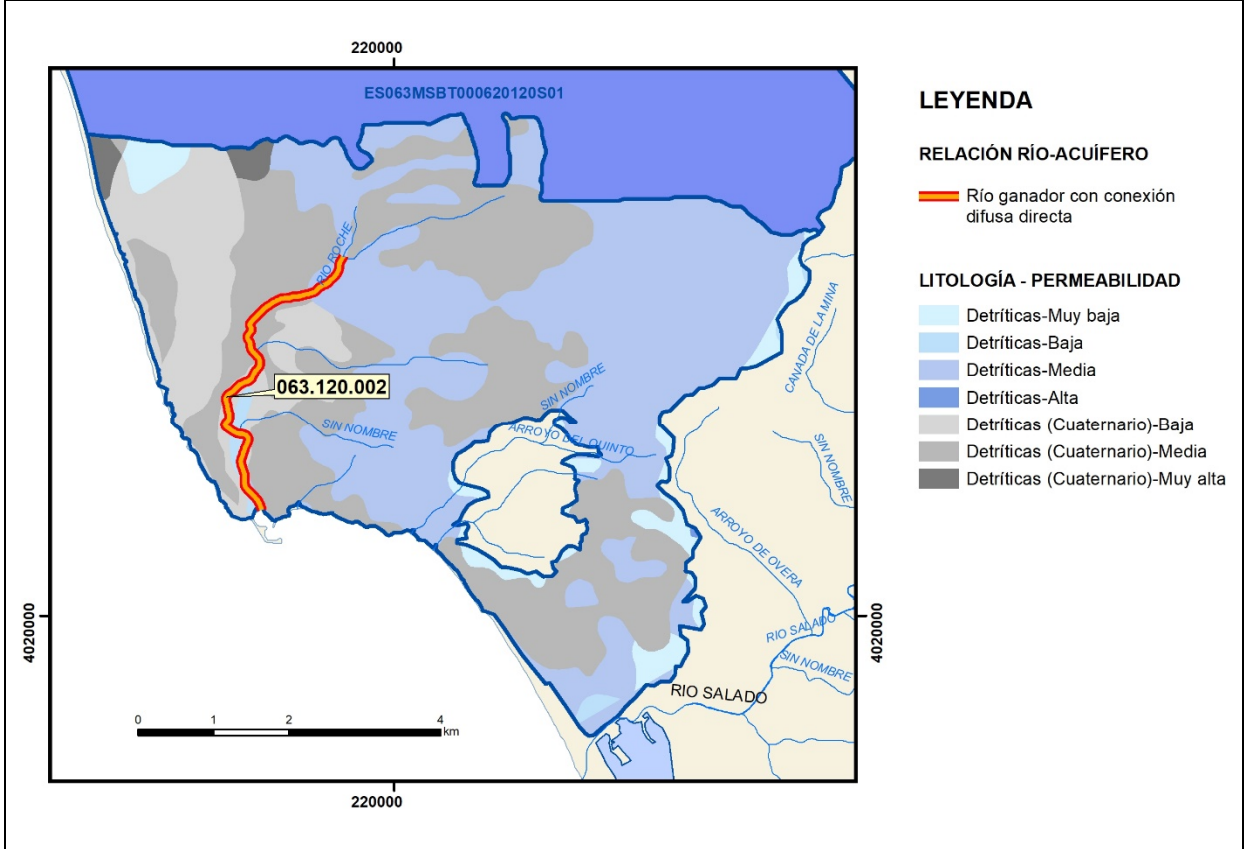 220000
ES063MSBT000620120S01
RIO ROCHE
063.120.002
SIN NOMBRE
SIN NOMBRE
ARROYO DEL QUINTO
CANADA DE LA MINA
SIN NOMBRE
ARROYO DE OVERA
RIO SALADO
SIN NOMBRE
RIO SALADO
4020000
4020000
0 1 2 4
km
220000
LEYENDA
RELACIÓN RÍO-ACUÍFERO
Río ganador con conexión
difusa directa
LITOLOGÍA - PERMEABILIDAD
Detríticas-Muy baja
Detríticas-Baja
Detríticas-Media
Detríticas-Alta
Detríticas (Cuaternario)-Baja
Detríticas (Cuaternario)-Media
Detríticas (Cuaternario)-Muy alta